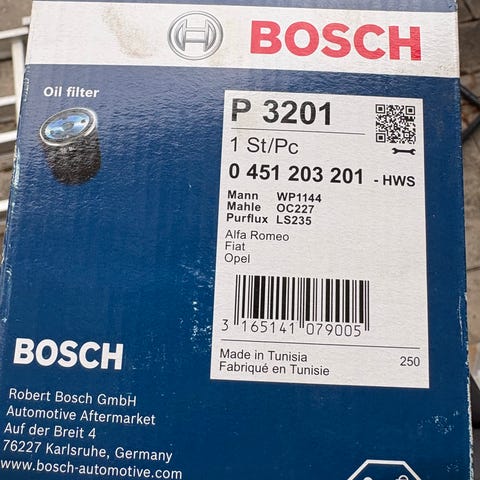 BOSCH
Oil filter
P 3201
1 St/Pc
0 451 203 201 - HWS
Mann WP1144
Mahle OC227
Purflux LS235
Alfa Romeo
Fiat
Opel
3 165141 079005
Made in Tunisia
Fabriqué en Tunisie
250
BOSCH
Robert Bosch GmbH
Automotive Aftermarket
Auf der Breit 4
76227 Karlsruhe, Germany
www.bosch-automotive.com